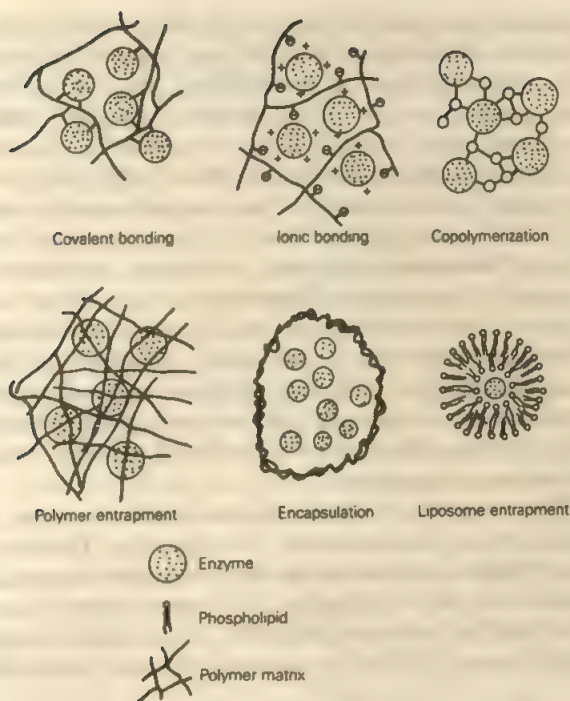 Covalent bonding
Ionic bonding
Copolymerization
Polymer entrapment
Encapsulation
Liposome entrapment
Enzyme
Phospholipid
Polymer matrix